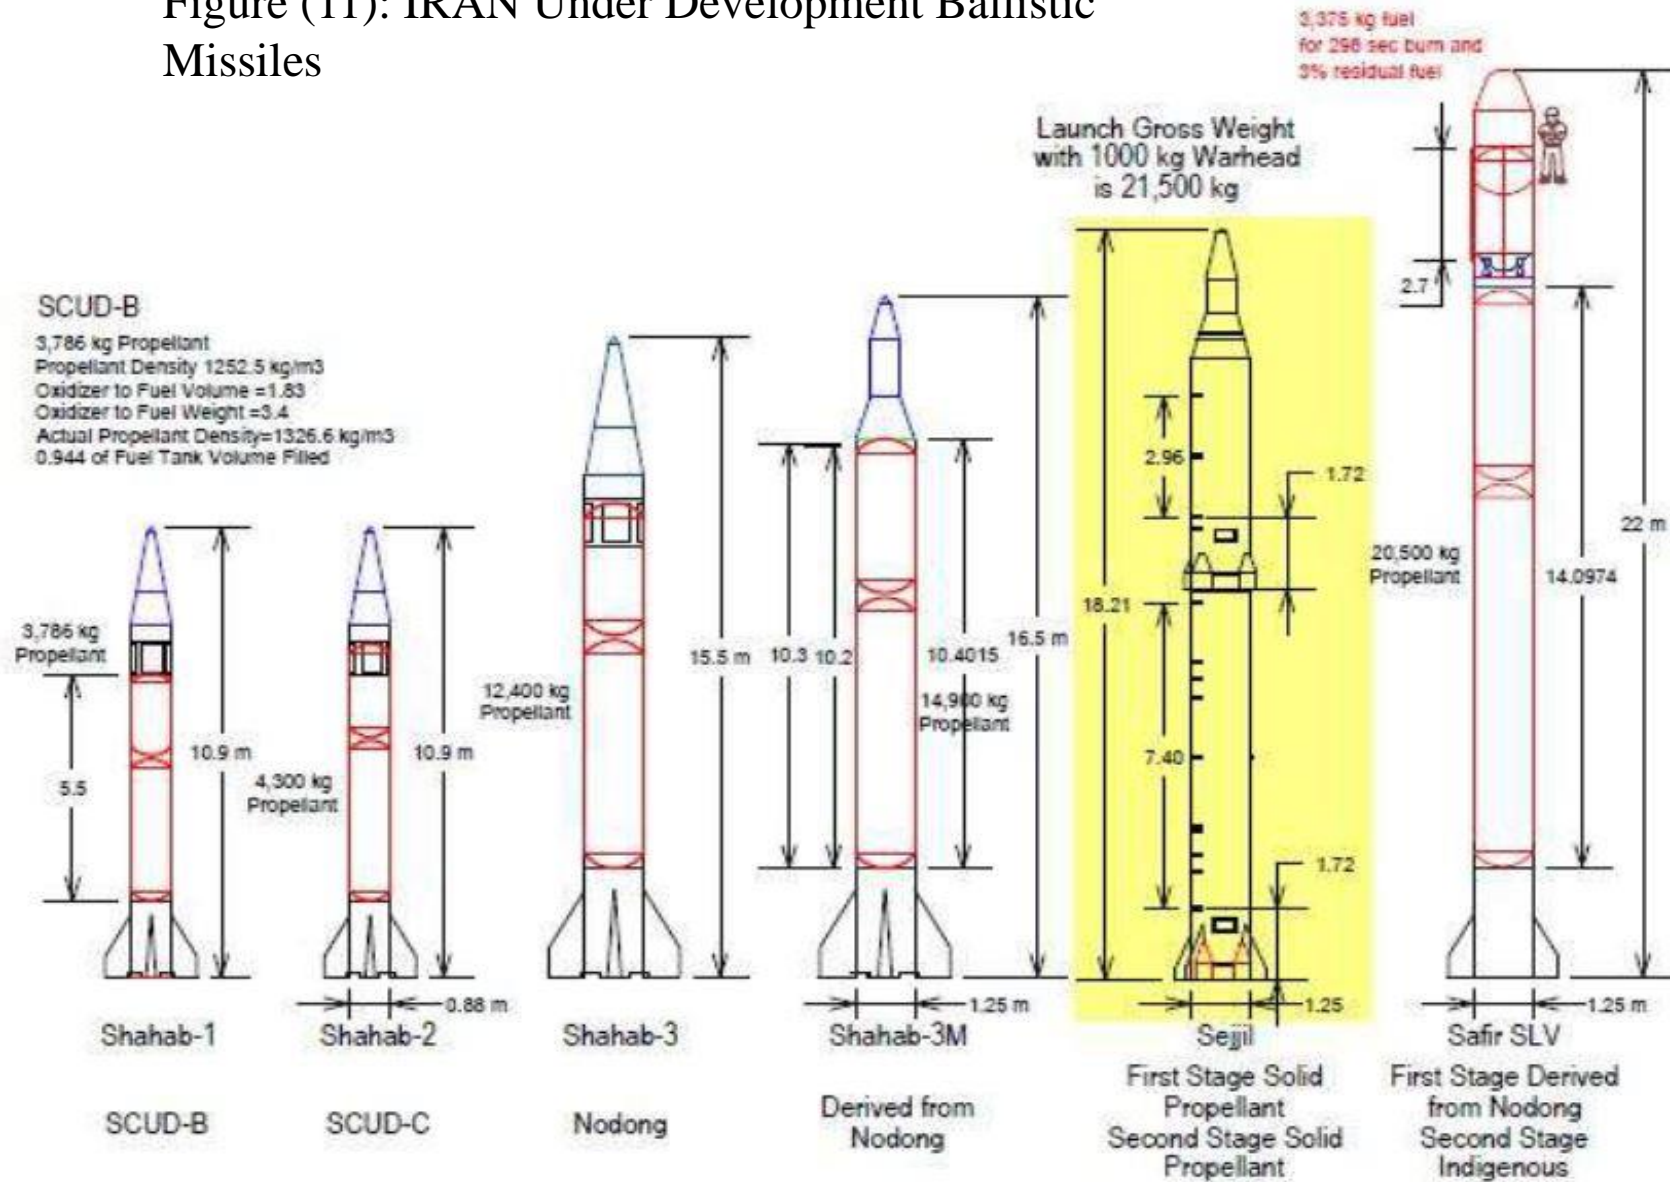 Figure (11): IRAN Under Development Ballistic
Missiles
3,375 kg fuel
for 298 sec burn and
3% residual fuel
Launch Gross Weight
with 1000 kg Warhead
is 21,500 kg
SCUD-B
3,786 kg Propellant
Propellant Density 1252.5 kg/m3
Oxidizer to Fuel Volume =1.83
Oxidizer to Fuel Weight =3.4
Actual Propellant Density=1326.6 kg/m3
0.944 of Fuel Tank Volume Filled
3,786 kg
Propellant
5.5
10.9 m
Shahab-1
SCUD-B
4,300 kg
Propellant
10.9 m
0.88 m
Shahab-2
SCUD-C
12,400 kg
Propellant
15.5 m
Shahab-3
Nodong
10.3
10.2
10.4015
14,900 kg
Propellant
16.5 m
1.25 m
Shahab-3M
Derived from
Nodong
18.21
2.96
1.72
7.40
1.72
1.25
Sejjil
First Stage Solid
Propellant
Second Stage Solid
Propellant
2.7
20,500 kg
Propellant
14.0974
22 m
1.25 m
Safir SLV
First Stage Derived
from Nodong
Second Stage
Indigenous